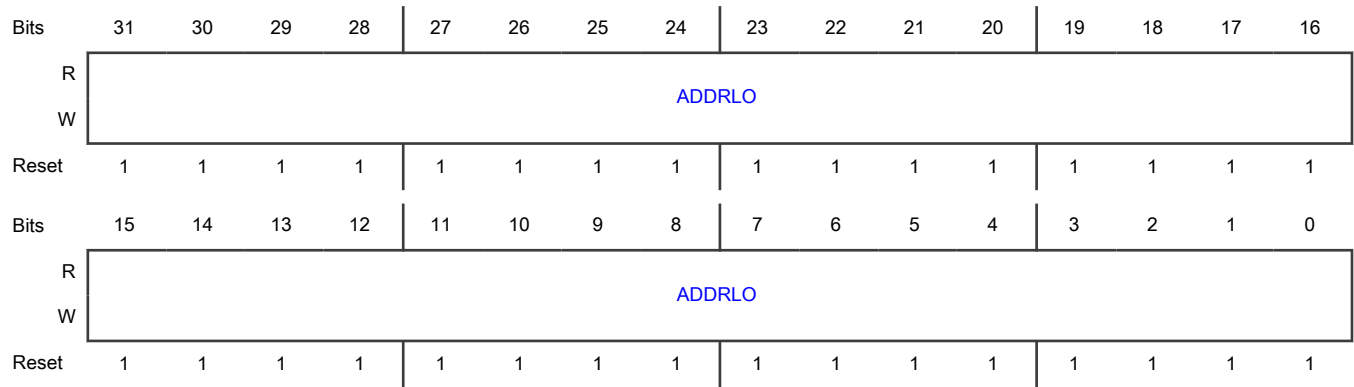 Bits 31 30 29 28 27 26 25 24 23 22 21 20 19 18 17 16
R
ADDRLO
W
Reset 1 1 1 1 1 1 1 1 1 1 1 1 1 1 1 1
Bits 15 14 13 12 11 10 9 8 7 6 5 4 3 2 1 0
R
ADDRLO
W
Reset 1 1 1 1 1 1 1 1 1 1 1 1 1 1 1 1